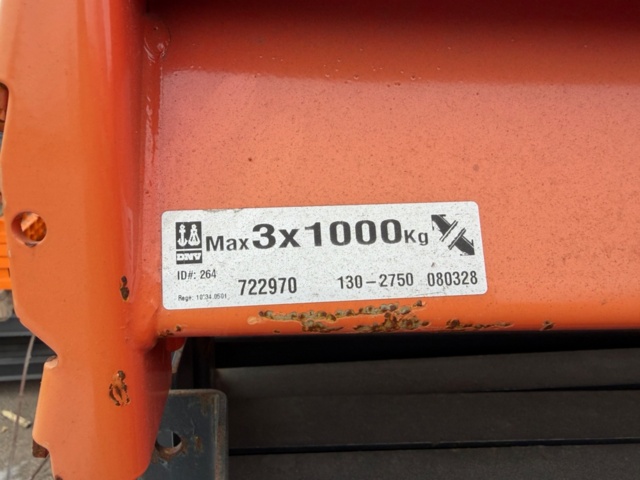 Max 3x1000Kg
DNV
ID#: 264
722970 130-2750 080328